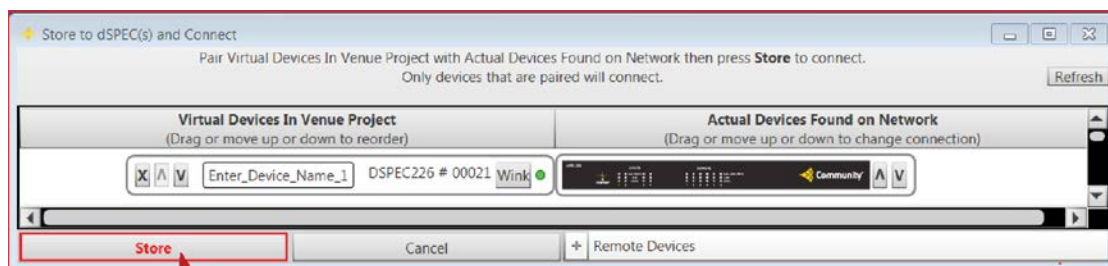 Store to dSPEC(s) and Connect
Pair Virtual Devices In Venue Project with Actual Devices Found on Network then press Store to connect.
Only devices that are paired will connect.
Refresh
Virtual Devices In Venue Project
(Drag or move up or down to reorder)
Actual Devices Found on Network
(Drag or move up or down to change connection)
X Λ V Enter_Device_Name_1 DSPEC226 # 00021 Wink Community Λ V
Store Cancel + Remote Devices